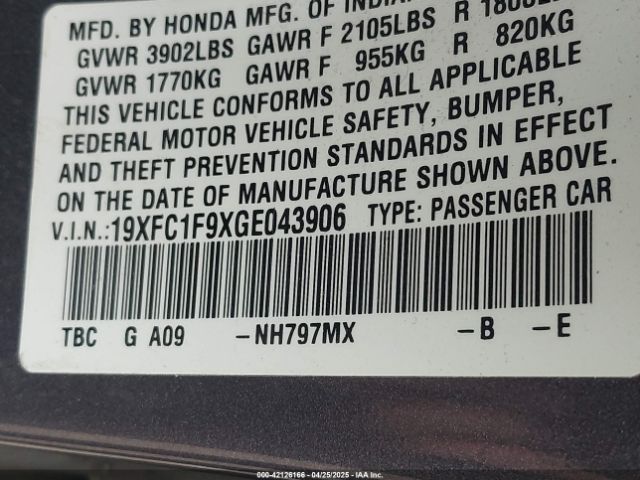 MFD. BY HONDA MFG. OF
GVWR 3902LBS GAWR F 2105LBS R
GVWR 1770KG GAWR F 955KG R 820KG
THIS VEHICLE CONFORMS TO ALL APPLICABLE
FEDERAL MOTOR VEHICLE SAFETY, BUMPER,
AND THEFT PREVENTION STANDARDS IN EFFECT
ON THE DATE OF MANUFACTURE SHOWN ABOVE.
V.I.N.:19XFC1F9XGE043906 TYPE: PASSENGER CAR
TBC G A09 -NH797MX -B -E
000-42126166 - 04/25/2025 - IAA Inc.